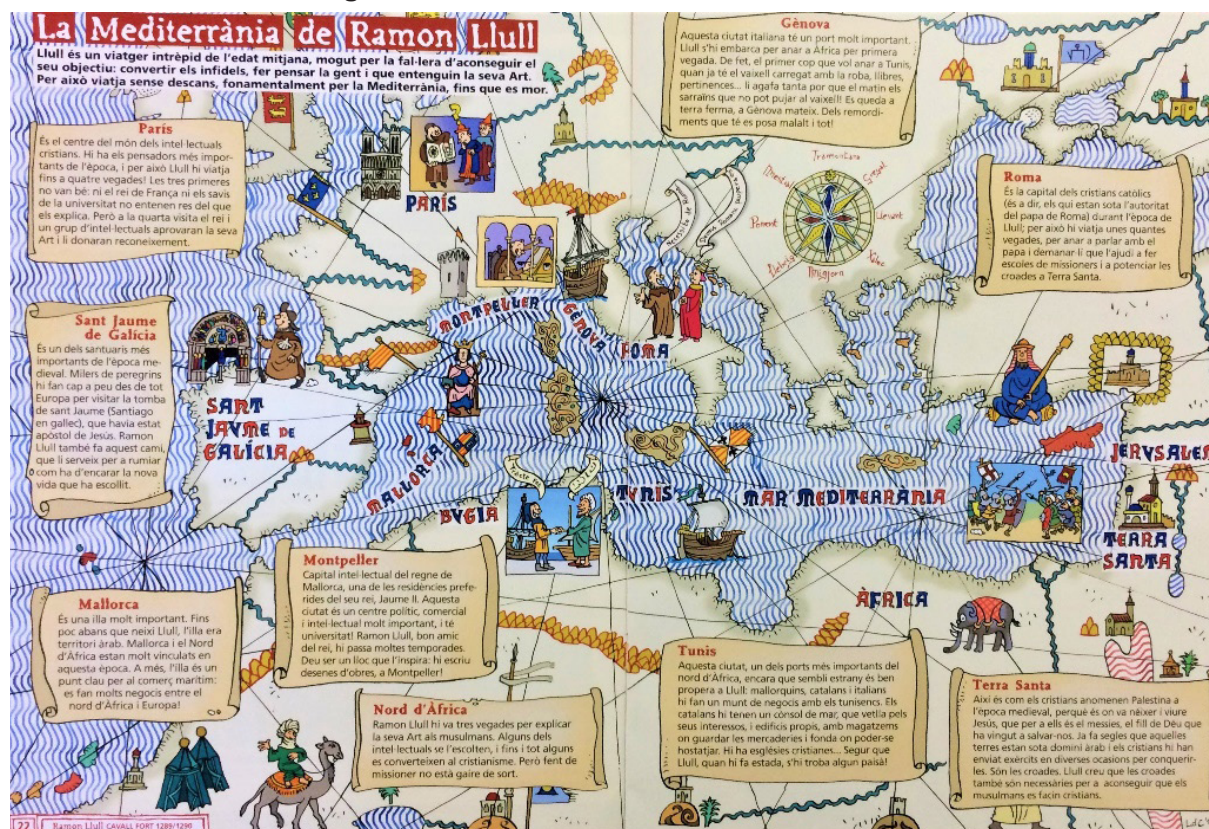 La Mediterrània de Ramon Llull
Llull és un viatger intrèpid de l'edat mitjana, mogut per la fal·lera d'aconseguir el
seu objectiu: convertir els infidels, fer pensar la gent i que entenguin la seva Art.
Per això viatja sense descans, fonamentalment per la Mediterrània, fins que es mor.
París
És el centre del món dels intel·lectuals
cristians. Hi ha els pensadors més impor-
tants de l'època, i per això Llull hi viatja
fins a quatre vegades! Les tres primeres
no van bé: ni el rei de França ni els savis
de la universitat no entenen res del que
els explica. Però a la quarta visita el rei i
un grup d'intel·lectuals aprovaran la seva
Art i li donaran reconeixement.
Gènova
Aquesta ciutat italiana té un port molt important.
Llull s'hi embarca per anar a Àfrica per primera
vegada. De fet, el primer cop que vol anar a Tunis,
quan ja té el vaixell carregat amb la roba, llibres,
pertinences... li agafa tanta por que el matin els
sarraïns que no pot pujar al vaixell! Es queda a
terra ferma, a Gènova mateix. Dels remordi-
ments que té es posa malalt i tot!
Roma
És la capital dels cristians catòlics
(és a dir, els qui estan sota l'autoritat
del papa de Roma) durant l'època de
Llull; per això hi viatja unes quantes
vegades, per anar a parlar amb el
papa i demanar-li que l'ajudi a fer
escoles de missioners i a potenciar les
croades a Terra Santa.
Tramontana
Gregal
Llevant
Xaloc
Migjorn
Ponent
Mestral
PARÍS
MONTPELLER
GÈNOVA
ROMA
Sant Jaume
de Galícia
És un dels santuaris més
importants de l'època me-
dieval. Milers de peregrins
hi fan cap a peu des de tot
Europa per visitar la tomba
de sant Jaume (Santiago
en gallec), que havia estat
apòstol de Jesús. Ramon
Llull també fa aquest camí,
que li serveix per a rumiar
com ha d'encarar la nova
vida que ha escollit.
SANT
JAUME DE
GALÍCIA
MALLORCA
BUGIA
TUNIS
MAR MEDITERRÀNIA
JERUSALEM
TERRA
SANTA
ÀFRICA
Montpeller
Capital intel·lectual del regne de
Mallorca, una de les residències prefe-
rides del seu rei, Jaume II. Aquesta
ciutat és un centre polític, comercial
i intel·lectual molt important, i té
universitat! Ramon Llull, bon amic
del rei, hi passa moltes temporades.
Deu ser un lloc que l'inspira: hi escriu
desenes d'obres, a Montpeller!
Mallorca
És una illa molt important. Fins
poc abans que neixi Llull, l'illa era
territori àrab. Mallorca i el Nord
d'Àfrica estan molt vinculats en
aquesta època. A més, l'illa és un
punt clau per al comerç marítim:
es fan molts negocis entre el
nord d'Àfrica i Europa!
Nord d'Àfrica
Ramon Llull hi va tres vegades per explicar
la seva Art als musulmans. Alguns dels
intel·lectuals se l'escolten, i fins i tot alguns
es converteixen al cristianisme. Però fent de
missioner no està gaire de sort.
Tunis
Aquesta ciutat, un dels ports més importants del
nord d'Àfrica, encara que sembli estrany és ben
propera a Llull: mallorquins, catalans i italians
hi fan un munt de negocis amb els tunisencs. Els
catalans hi tenen un cònsol de mar, que vetlla pels
seus interessos, i edificis propis, amb magatzems
on guardar les mercaderies i fonda on poder-se
hostatjar. Hi ha esglésies cristianes... Segur que
Llull, quan hi fa estada, s'hi troba algun paisà!
Terra Santa
Així és com els cristians anomenen Palestina a
l'època medieval, perquè és on va néixer i viure
Jesús, que per a ells és el messies, el fill de Déu que
ha vingut a salvar-nos. Ja fa segles que aquelles
terres estan sota domini àrab i els cristians hi han
enviat exèrcits en diverses ocasions per conquerir-
les. Són les croades. Llull creu que les croades
també són necessàries per a aconseguir que els
musulmans es facin cristians.
22 Ramon Llull CAVALL FORT 1289/1290